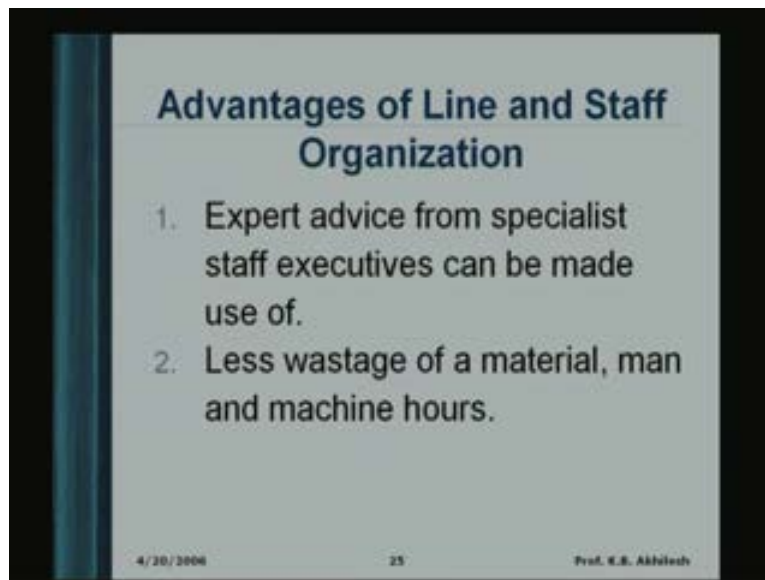 Advantages of Line and Staff
Organization
1. Expert advice from specialist
staff executives can be made
use of.
2. Less wastage of a material, man
and machine hours.
4/20/2006 25 Prof. K.B. Akhilesh